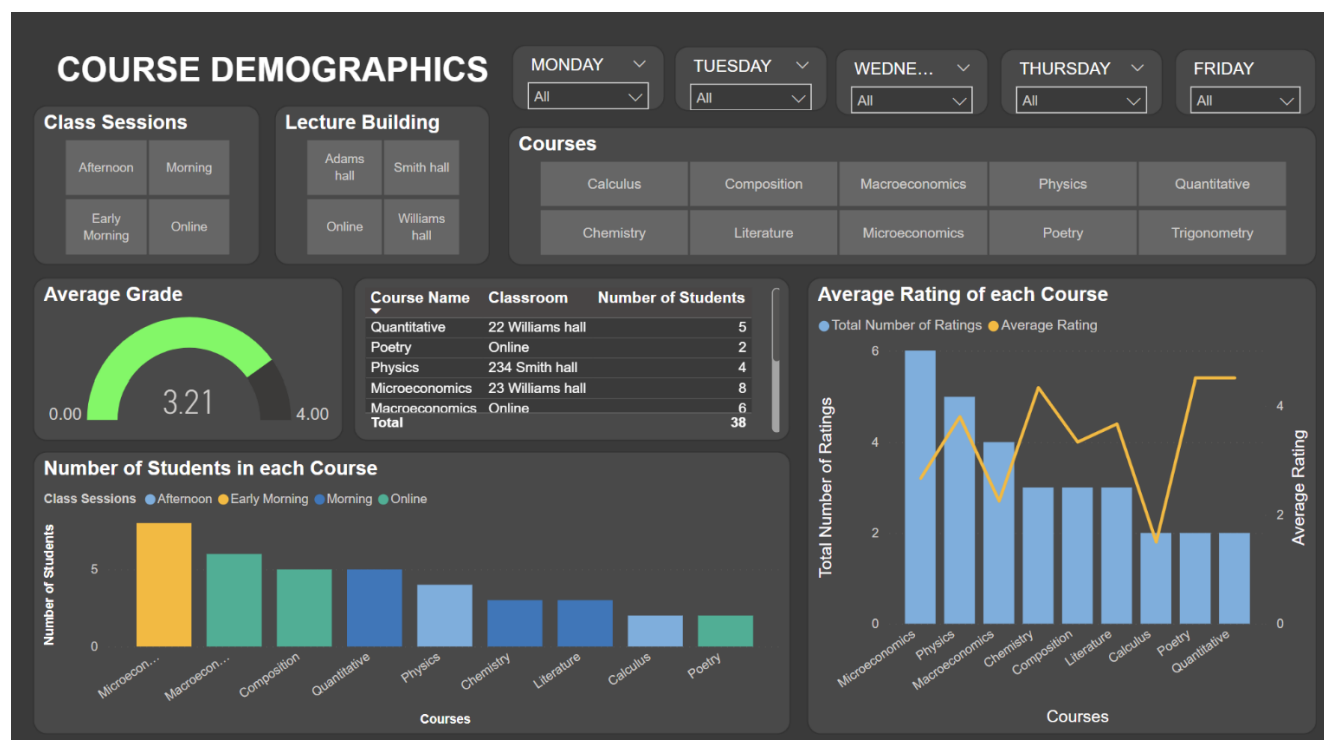 COURSE DEMOGRAPHICS
MONDAY
All
TUESDAY
All
WEDNE...
All
THURSDAY
All
FRIDAY
All
Class Sessions
Afternoon
Morning
Early
Morning
Online
Lecture Building
Adams
hall
Smith hall
Online
Williams
hall
Courses
Calculus
Composition
Macroeconomics
Physics
Quantitative
Chemistry
Literature
Microeconomics
Poetry
Trigonometry
Average Grade
0.00
3.21
4.00
Course Name Classroom Number of Students
Quantitative 22 Williams hall 5
Poetry Online 2
Physics 234 Smith hall 4
Microeconomics 23 Williams hall 8
Macroeconomics Online 6
Total 38
Number of Students in each Course
Class Sessions Afternoon Early Morning Morning Online
Number of Students
5
0
Microecon...
Macroecon...
Composition
Quantitative
Physics
Chemistry
Literature
Calculus
Poetry
Courses
Average Rating of each Course
Total Number of Ratings Average Rating
Total Number of Ratings
6
4
2
0
4
2
0
Average Rating
Microeconomics
Physics
Macroeconomics
Chemistry
Composition
Literature
Calculus
Poetry
Quantitative
Courses